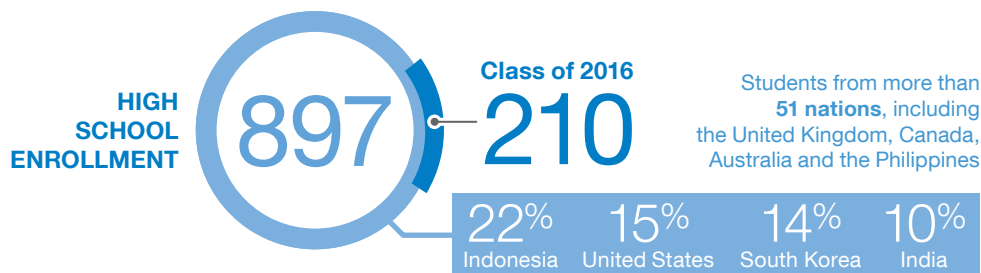 HIGH
SCHOOL
ENROLLMENT
897
Class of 2016
210
Students from more than
51 nations, including
the United Kingdom, Canada,
Australia and the Philippines
22% 15% 14% 10%
Indonesia United States South Korea India